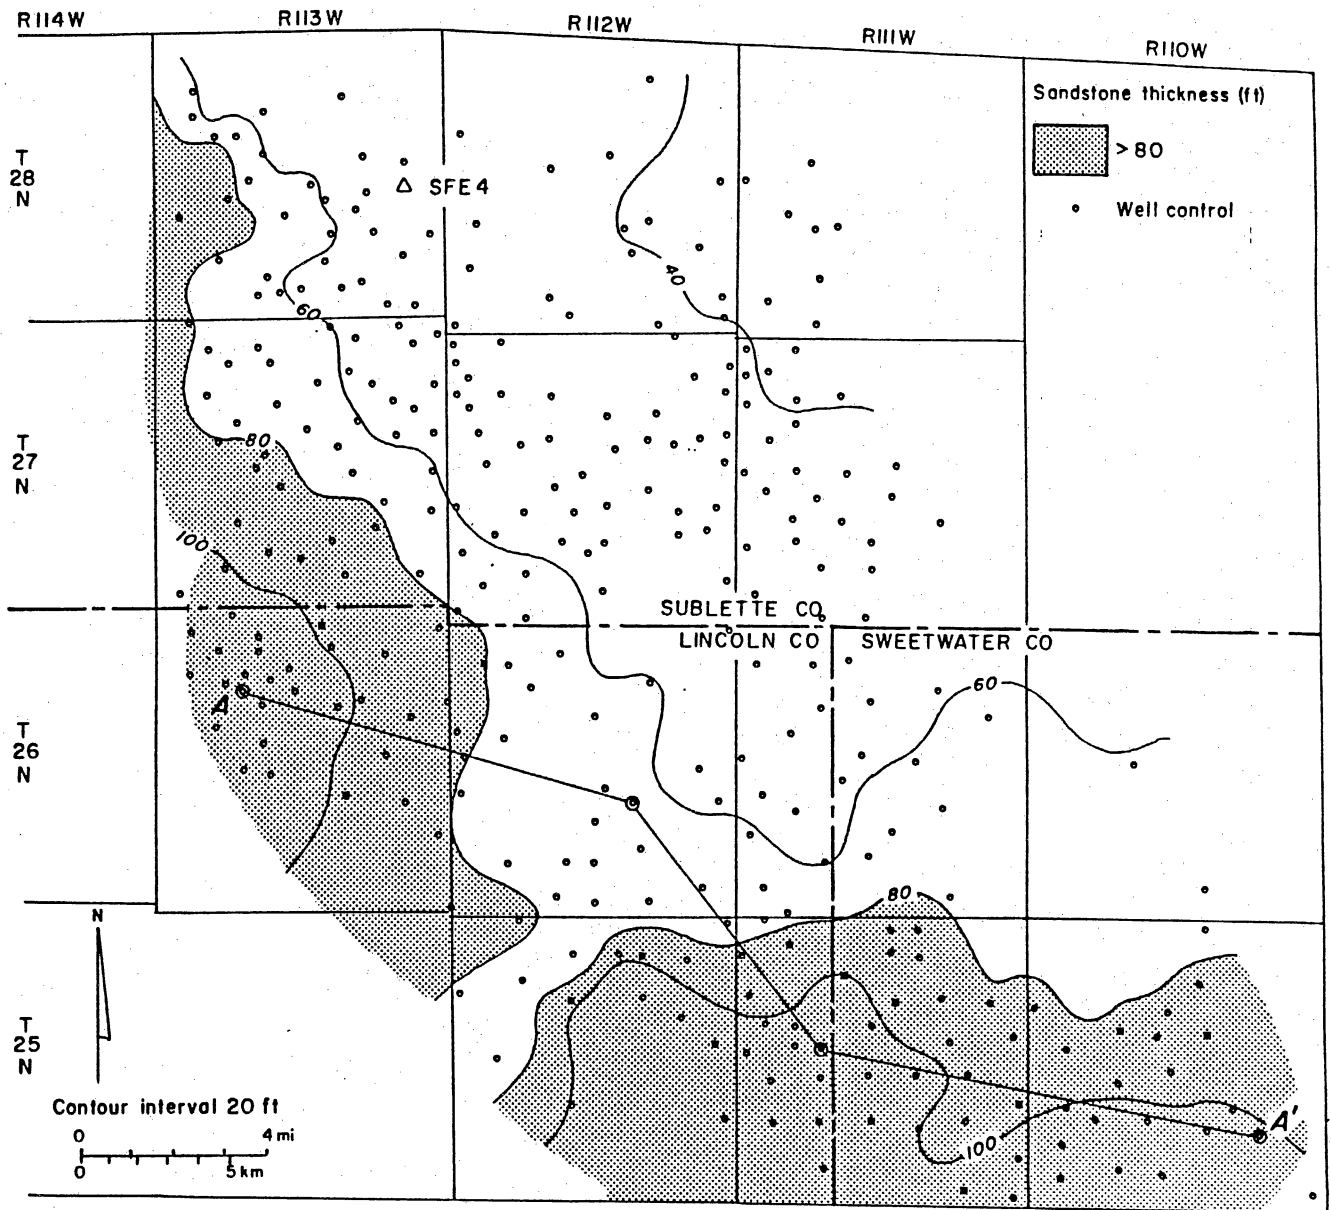 R114W R113W R112W R111W R110W
Sandstone thickness (ft)
> 80
Well control
T
28
N
SFE 4
40
60
T
27
N
80
100
SUBLETTE CO
LINCOLN CO SWEETWATER CO
60
A
T
26
N
80
N
T
25
N
Contour interval 20 ft
0 4 mi
0 5 km
A'
100